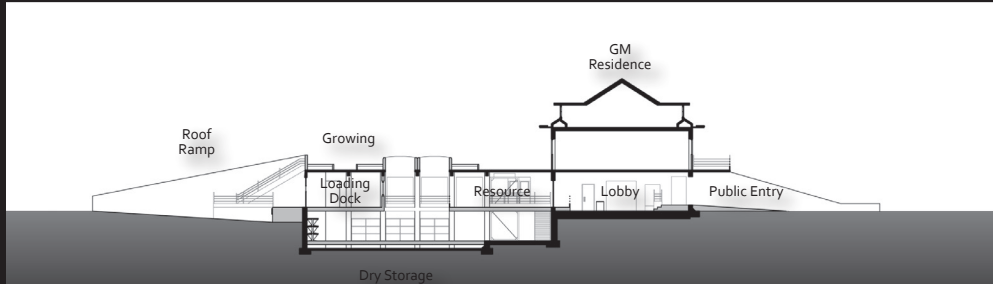 GM
Residence
Roof
Ramp
Growing
Loading
Dock
Resource
Lobby
Public Entry
Dry Storage